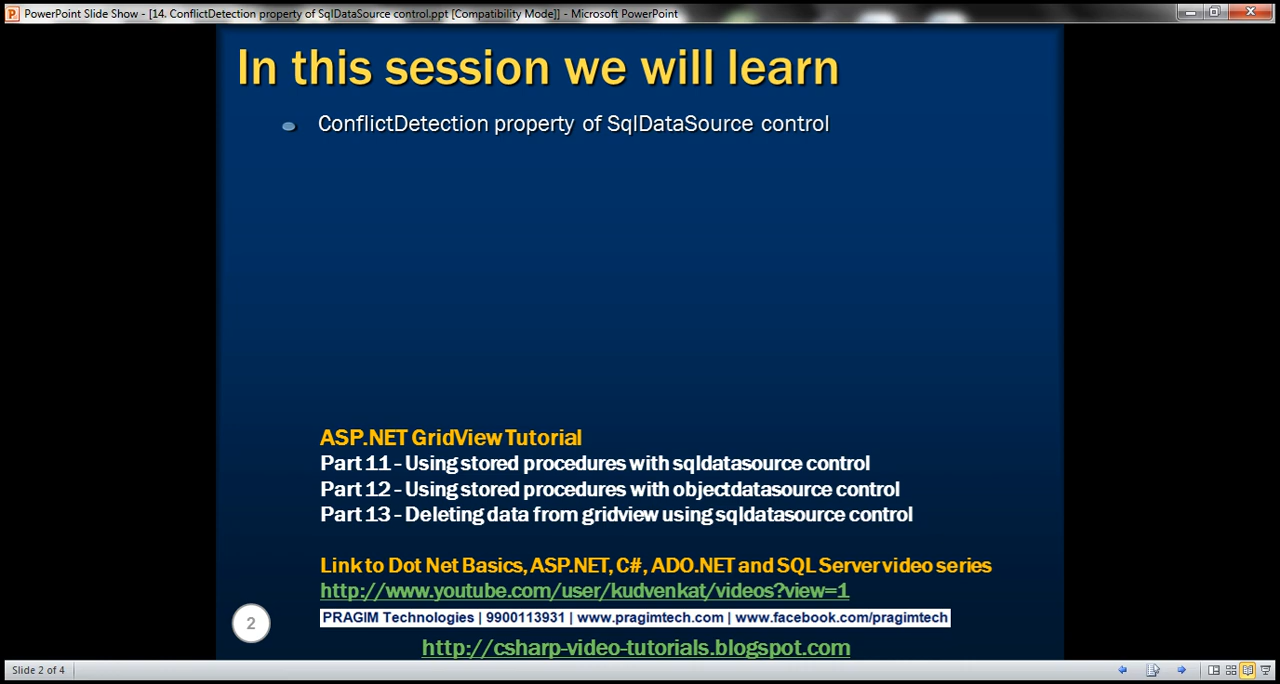 PowerPoint Slide Show - [14. ConflictDetection property of SqlDataSource control.ppt [Compatibility Mode]] - Microsoft PowerPoint
In this session we will learn
ConflictDetection property of SqlDataSource control
ASP.NET GridView Tutorial
Part 11 - Using stored procedures with sqldatasource control
Part 12 - Using stored procedures with objectdatasource control
Part 13 - Deleting data from gridview using sqldatasource control
Link to Dot Net Basics, ASP.NET, C#, ADO.NET and SQL Server video series
http://www.youtube.com/user/kudvenkat/videos?view=1
PRAGIM Technologies | 9900113931 | www.pragimtech.com | www.facebook.com/pragimtech
2
http://csharp-video-tutorials.blogspot.com
Slide 2 of 4